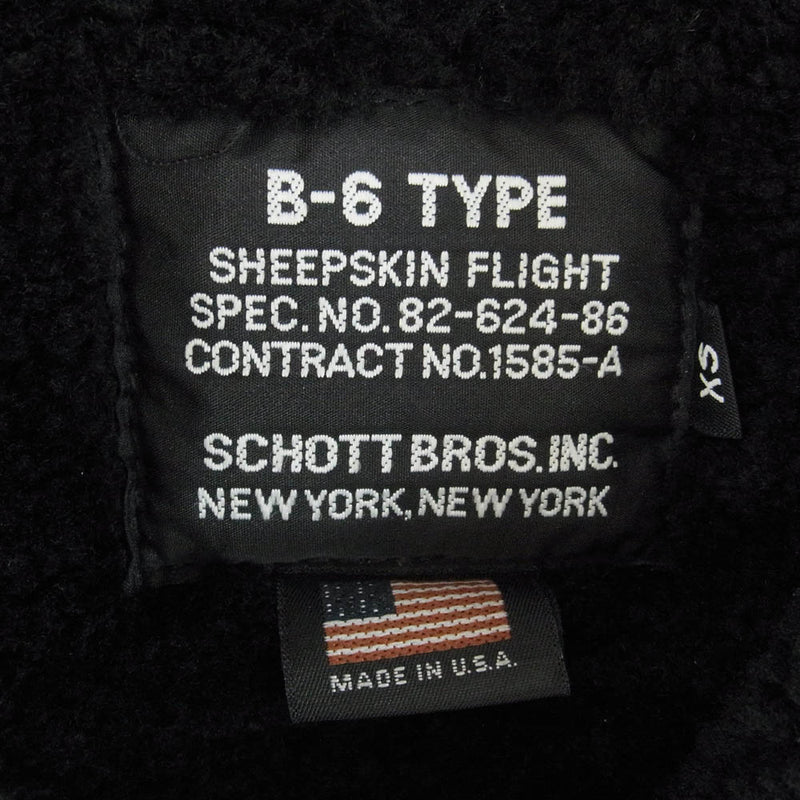 B-6 TYPE
SHEEPSKIN FLIGHT
SPEC. NO. 82-624-86
CONTRACT NO.1585-A
XS
SCHOTT BROS. INC.
NEW YORK, NEW YORK
MADE IN U.S.A.